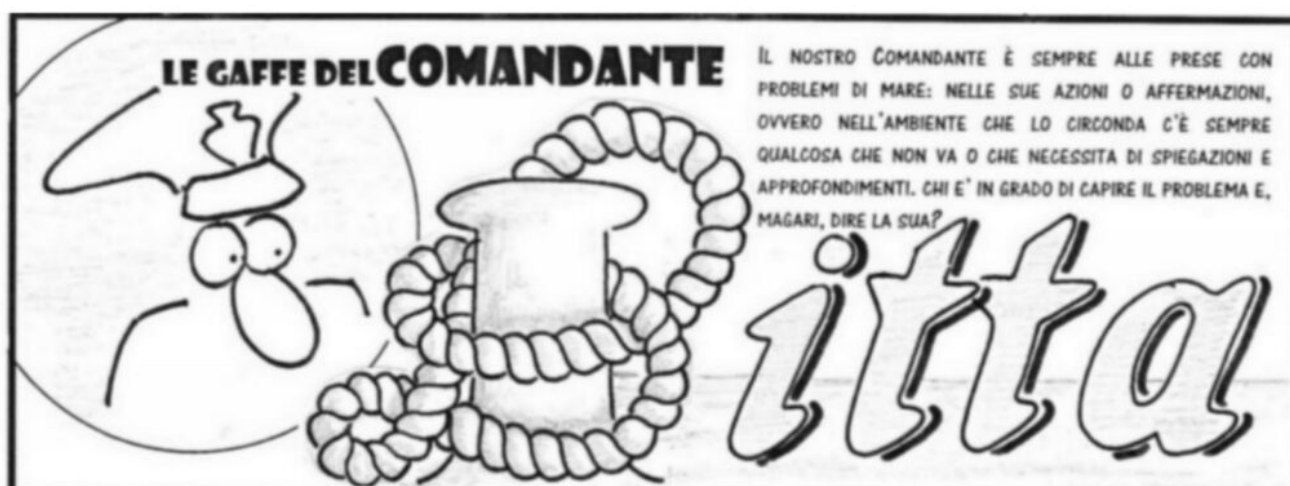 LE GAFFE DEL COMANDANTE
IL NOSTRO COMANDANTE È SEMPRE ALLE PRESE CON
PROBLEMI DI MARE: NELLE SUE AZIONI O AFFERMAZIONI,
OVVERO NELL'AMBIENTE CHE LO CIRCONDA C'È SEMPRE
QUALCOSA CHE NON VA O CHE NECESSITA DI SPIEGAZIONI E
APPROFONDIMENTI. CHI E' IN GRADO DI CAPIRE IL PROBLEMA E,
MAGARI, DIRE LA SUA?
itta